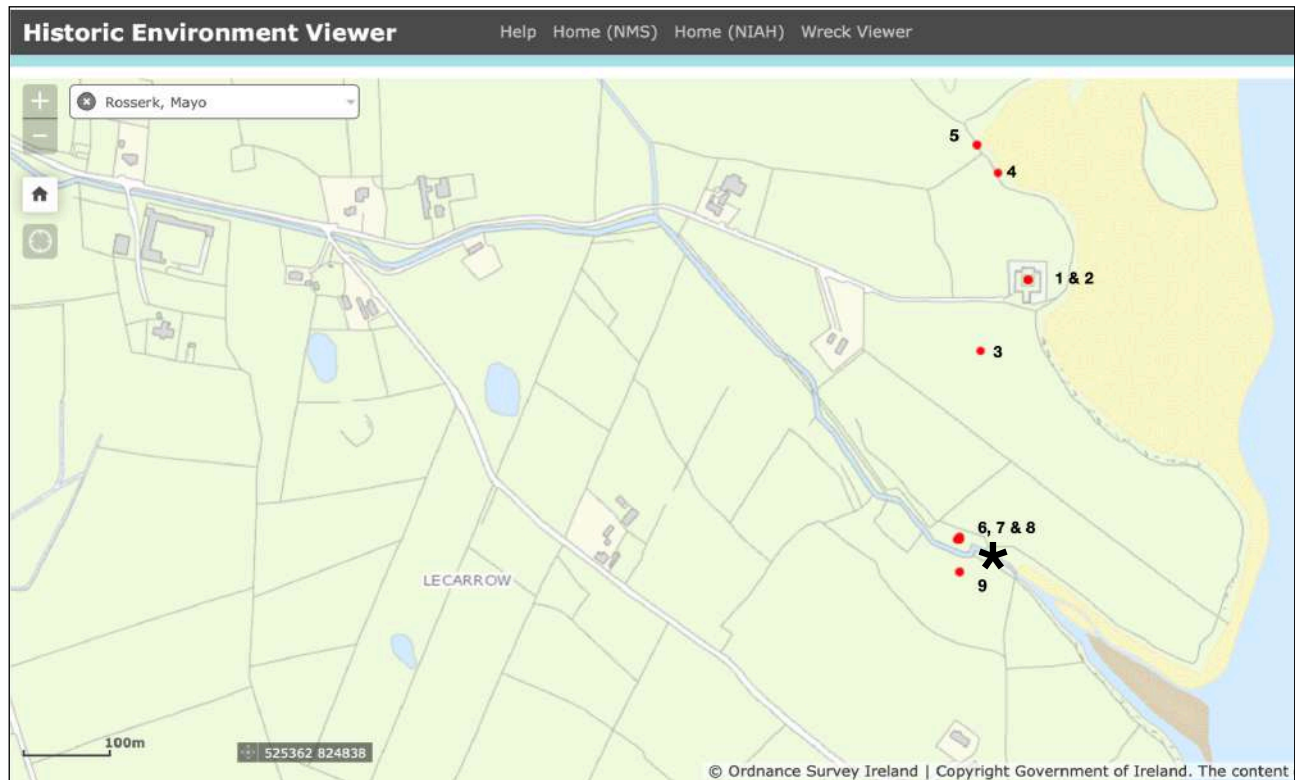 Historic Environment Viewer Help Home (NMS) Home (NIAH) Wreck Viewer
Rosserk, Mayo
5
4
1 & 2
3
6, 7 & 8
*
9
LECARROW
100m
525362 824838
© Ordnance Survey Ireland | Copyright Government of Ireland. The content